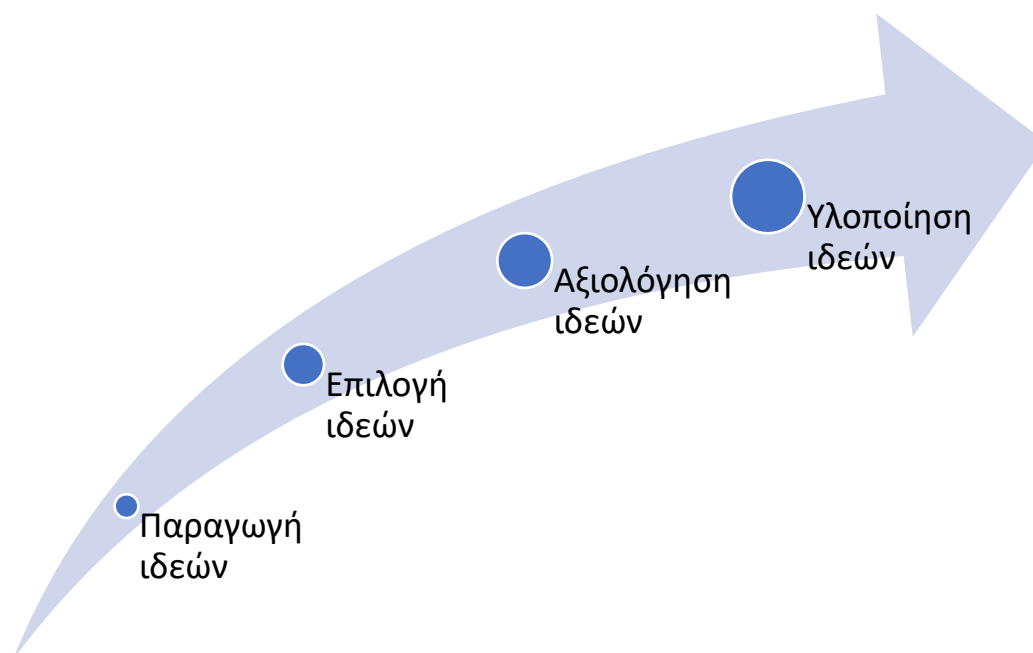 Παραγωγή
ιδεών
Επιλογή
ιδεών
Αξιολόγηση
ιδεών
Υλοποίηση
ιδεών